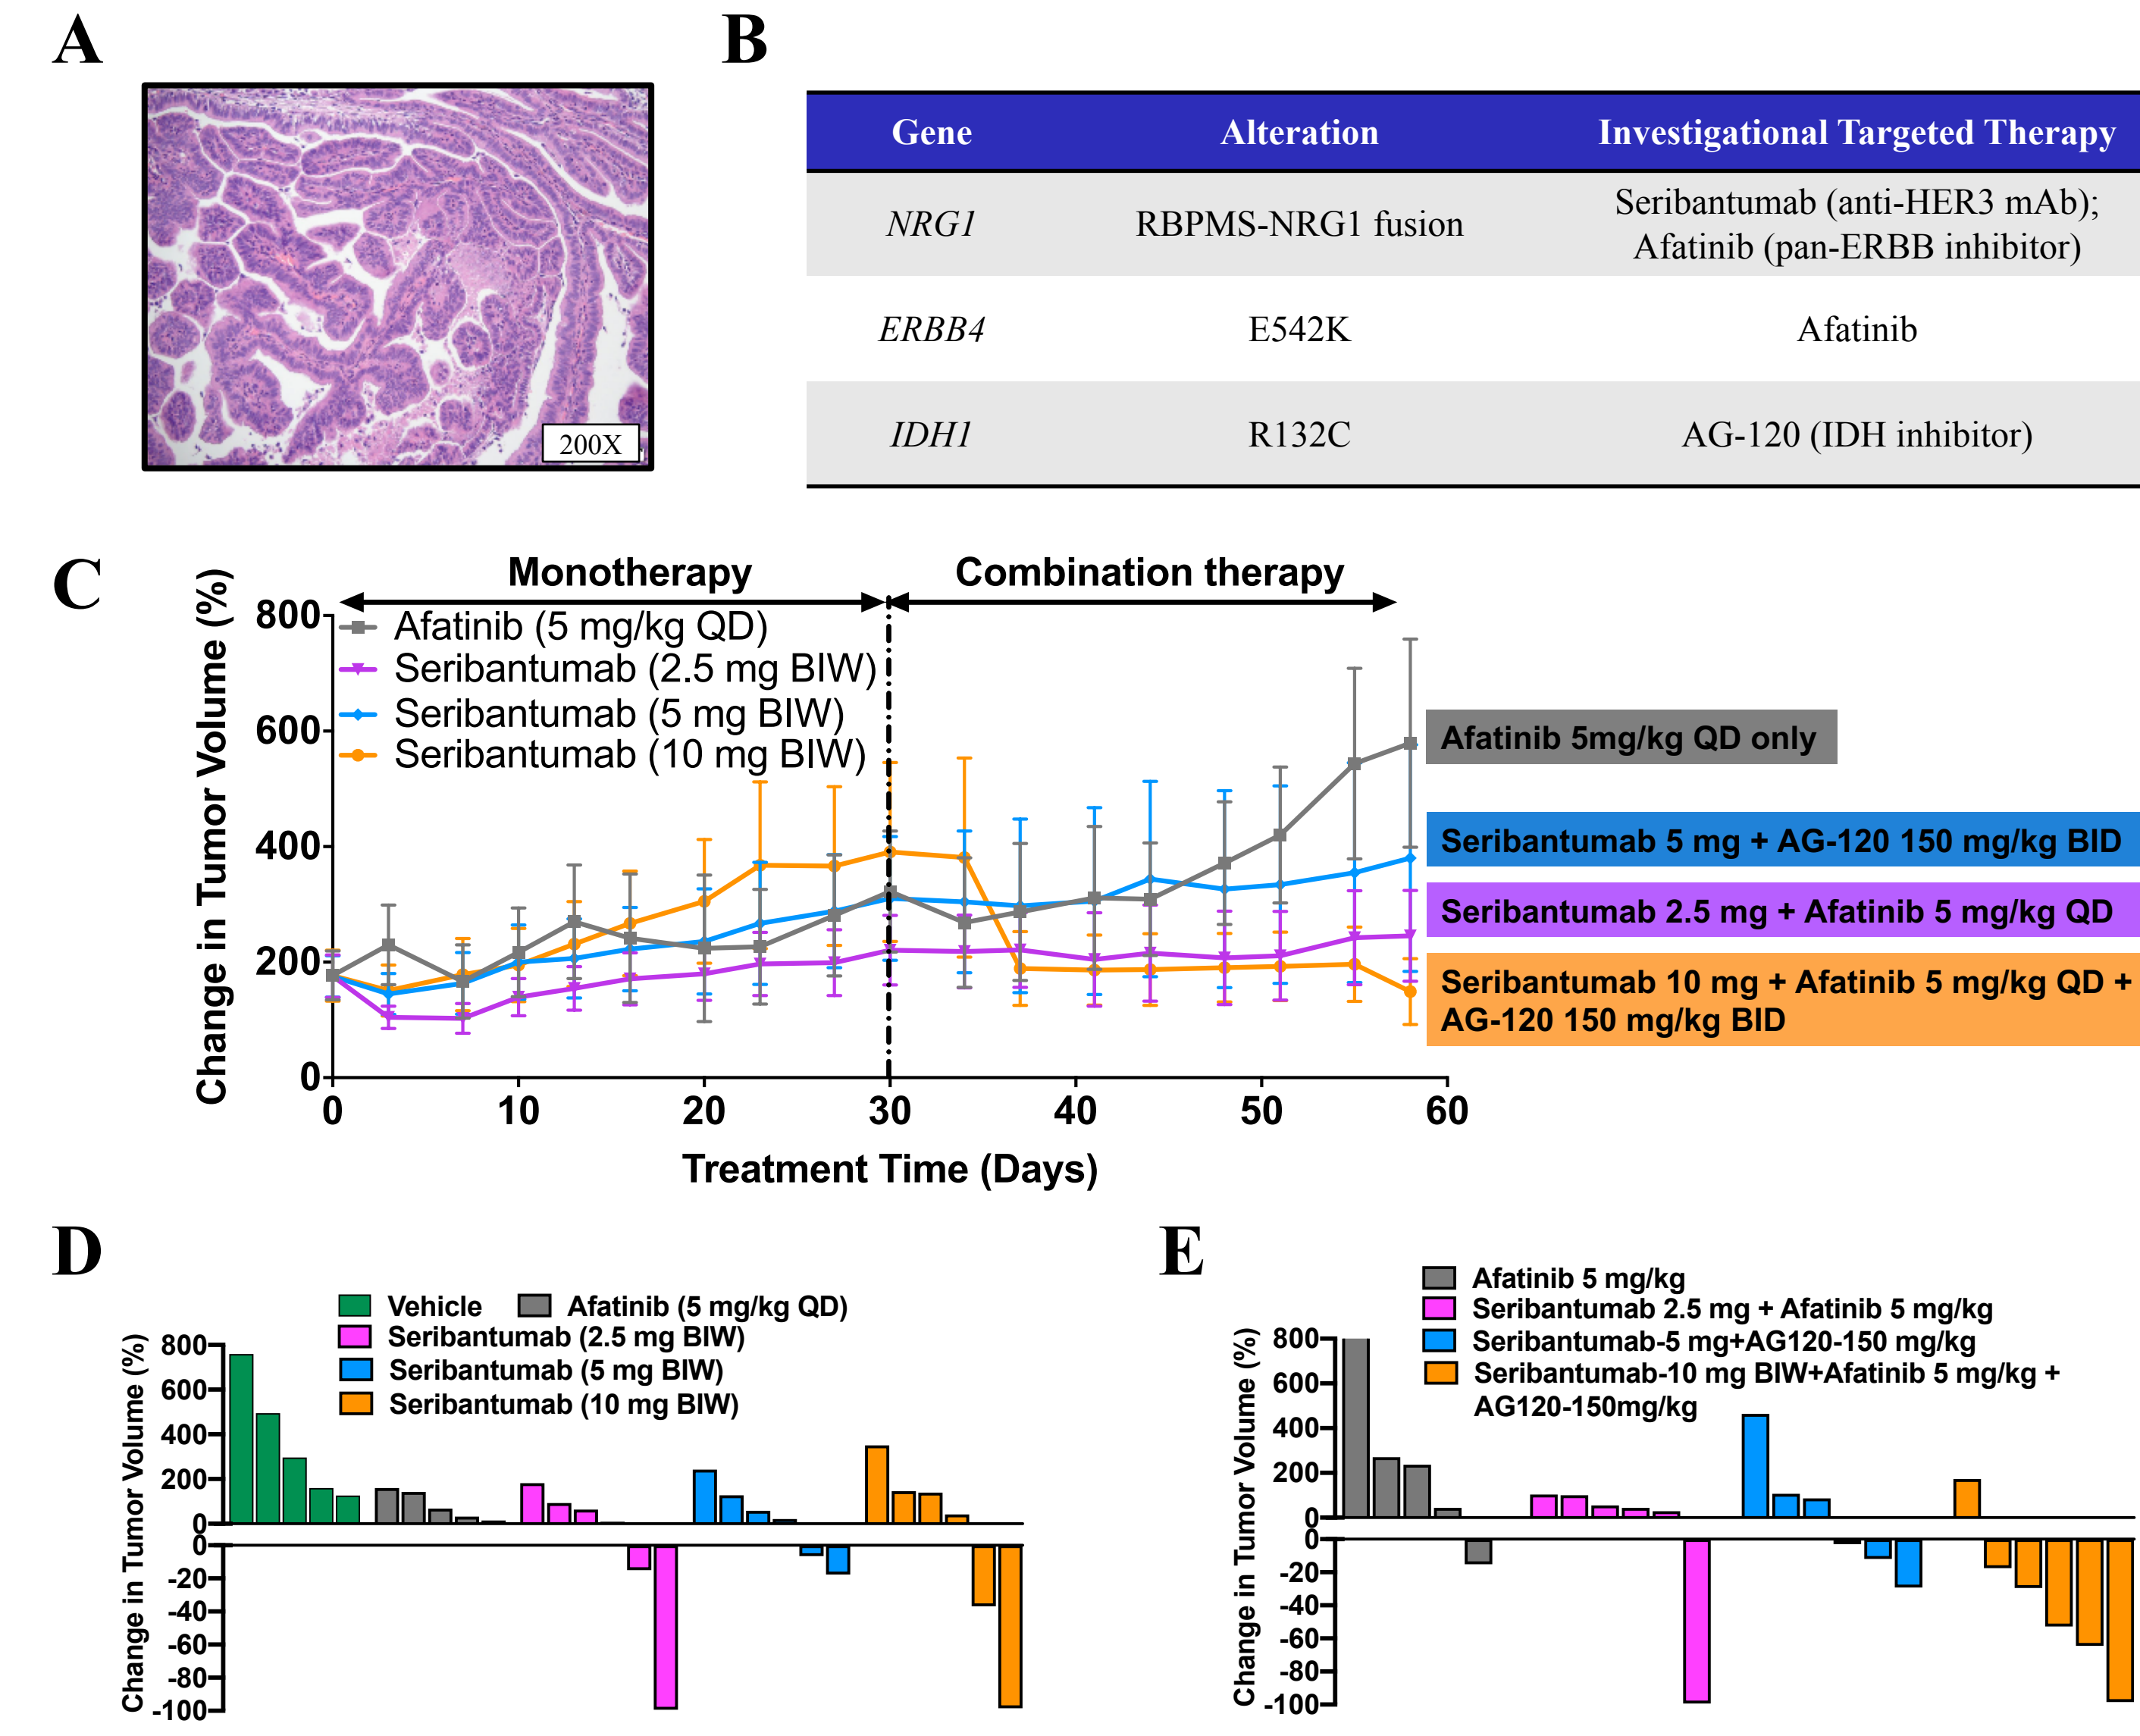 A
200X
B
Gene Alteration Investigational Targeted Therapy
NRG1 RBPMS-NRG1 fusion Seribantumab (anti-HER3 mAb);
Afatinib (pan-ERBB inhibitor)
ERBB4 E542K Afatinib
IDH1 R132C AG-120 (IDH inhibitor)
C
Monotherapy Combination therapy
Change in Tumor Volume (%)
800
600
400
200
0
Afatinib (5 mg/kg QD)
Seribantumab (2.5 mg BIW)
Seribantumab (5 mg BIW)
Seribantumab (10 mg BIW)
Afatinib 5mg/kg QD only
Seribantumab 5 mg + AG-120 150 mg/kg BID
Seribantumab 2.5 mg + Afatinib 5 mg/kg QD
Seribantumab 10 mg + Afatinib 5 mg/kg QD +
AG-120 150 mg/kg BID
0 10 20 30 40 50 60
Treatment Time (Days)
D
Vehicle Afatinib (5 mg/kg QD)
Seribantumab (2.5 mg BIW)
Seribantumab (5 mg BIW)
Seribantumab (10 mg BIW)
Change in Tumor Volume (%)
800
600
400
200
0
0
-20
-40
-60
-80
-100
E
Afatinib 5 mg/kg
Seribantumab 2.5 mg + Afatinib 5 mg/kg
Seribantumab-5 mg+AG120-150 mg/kg
Seribantumab-10 mg BIW+Afatinib 5 mg/kg +
AG120-150mg/kg
Change in Tumor Volume (%)
800
600
400
200
0
0
-20
-40
-60
-80
-100